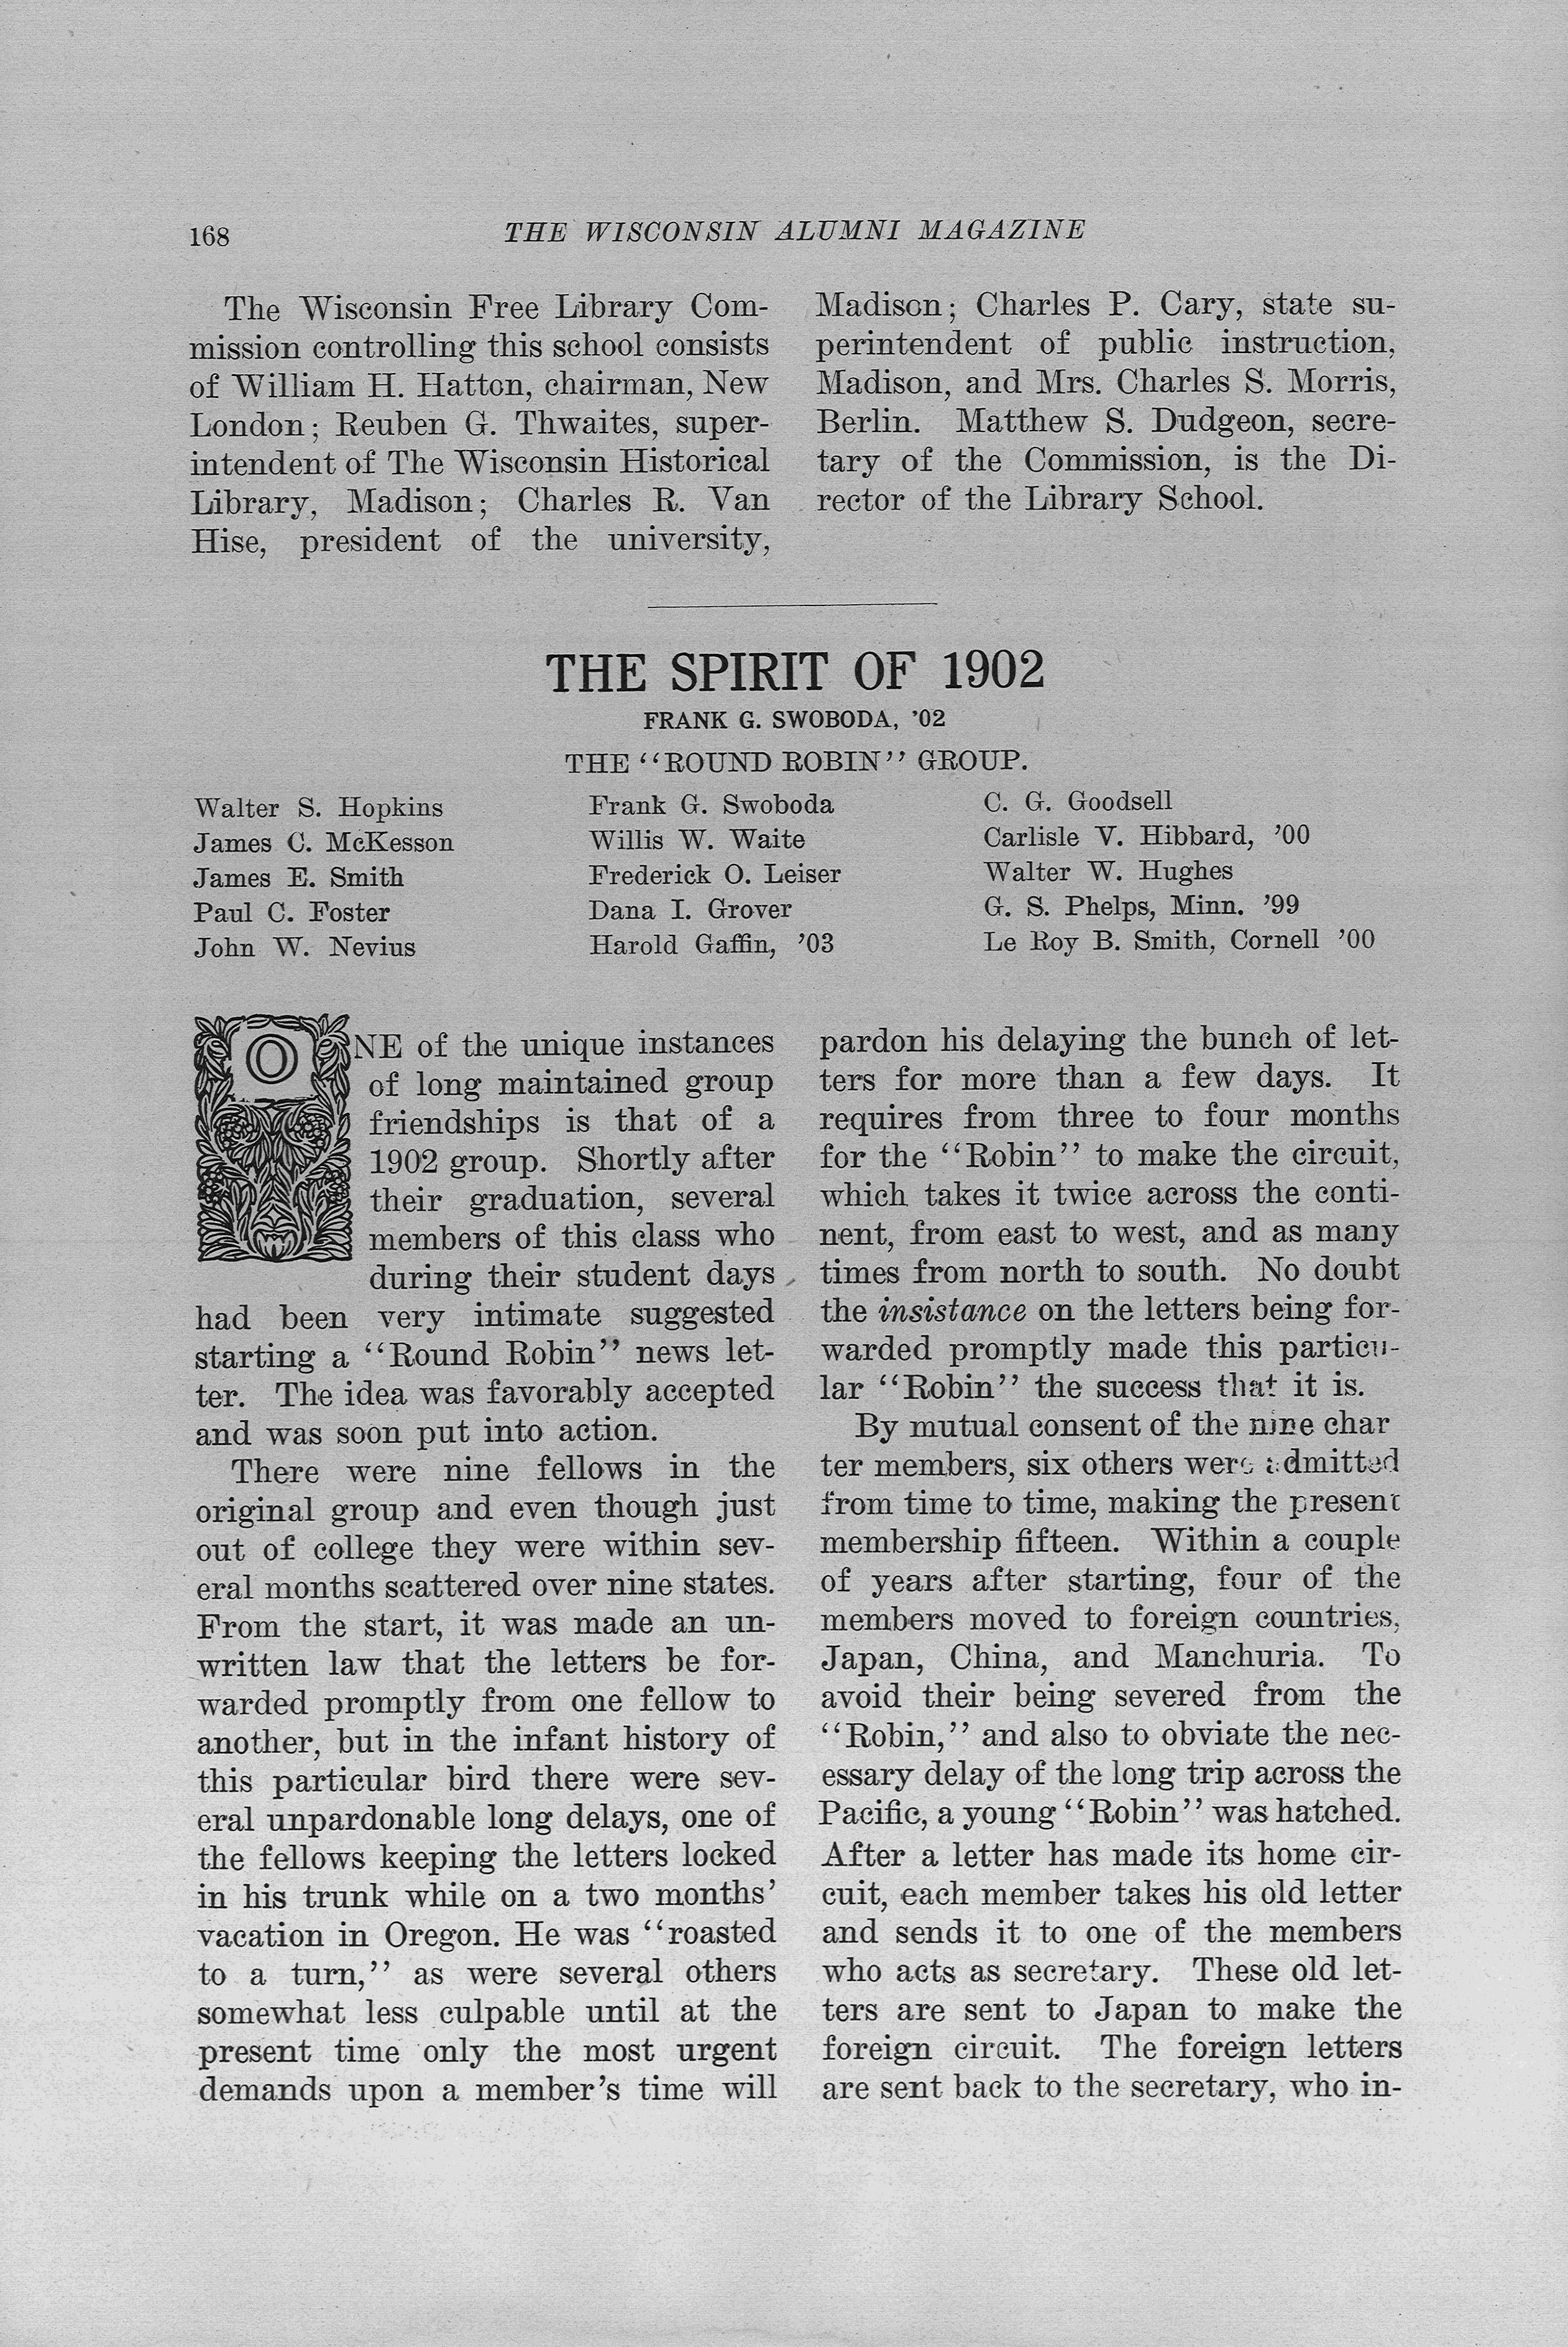 168
THE WISCONSIN ALUMNI MAGAZINE
The Wisconsin Free Library Com-
mission controlling this school consists
of William H. Hatton, chairman, New
London; Reuben G. Thwaites, super-
intendent of The Wisconsin Historical
Library, Madison; Charles R. Van
Hise, president of the university,
Madison; Charles P. Cary, state su-
perintendent of public instruction,
Madison, and Mrs. Charles S. Morris,
Berlin. Matthew S. Dudgeon, secre-
tary of the Commission, is the Di-
rector of the Library School.
THE SPIRIT OF 1902
FRANK G. SWOBODA, '02
THE "ROUND ROBIN" GROUP.
Walter S. Hopkins
James C. McKesson
James E. Smith
Paul C. Foster
John W. Nevius
Frank G. Swoboda
Willis W. Waite
Frederick O. Leiser
Dana I. Grover
Harold Gaffin, '03
C. G. Goodsell
Carlisle V. Hibbard, '00
Walter W. Hughes
G. S. Phelps, Minn. '99
Le Roy B. Smith, Cornell '00
ONE of the unique instances
of long maintained group
friendships is that of a
1902 group. Shortly after
their graduation, several
members of this class who
during their student days
had been very intimate suggested
starting a "Round Robin" news let-
ter. The idea was favorably accepted
and was soon put into action.
There were nine fellows in the
original group and even though just
out of college they were within sev-
eral months scattered over nine states.
From the start, it was made an un-
written law that the letters be for-
warded promptly from one fellow to
another, but in the infant history of
this particular bird there were sev-
eral unpardonable long delays, one of
the fellows keeping the letters locked
in his trunk while on a two months'
vacation in Oregon. He was "roasted
to a turn," as were several others
somewhat less culpable until at the
present time only the most urgent
demands upon a member's time will
pardon his delaying the bunch of let-
ters for more than a few days. It
requires from three to four months
for the "Robin" to make the circuit,
which takes it twice across the conti-
nent, from east to west, and as many
times from north to south. No doubt
the insistance on the letters being for-
warded promptly made this particu-
lar "Robin" the success that it is.
By mutual consent of the nine char
ter members, six others were admitted
from time to time, making the present
membership fifteen. Within a couple
of years after starting, four of the
members moved to foreign countries,
Japan, China, and Manchuria. To
avoid their being severed from the
"Robin," and also to obviate the nec-
essary delay of the long trip across the
Pacific, a young "Robin" was hatched.
After a letter has made its home cir-
cuit, each member takes his old letter
and sends it to one of the members
who acts as secretary. These old let-
ters are sent to Japan to make the
foreign circuit. The foreign letters
are sent back to the secretary, who in-